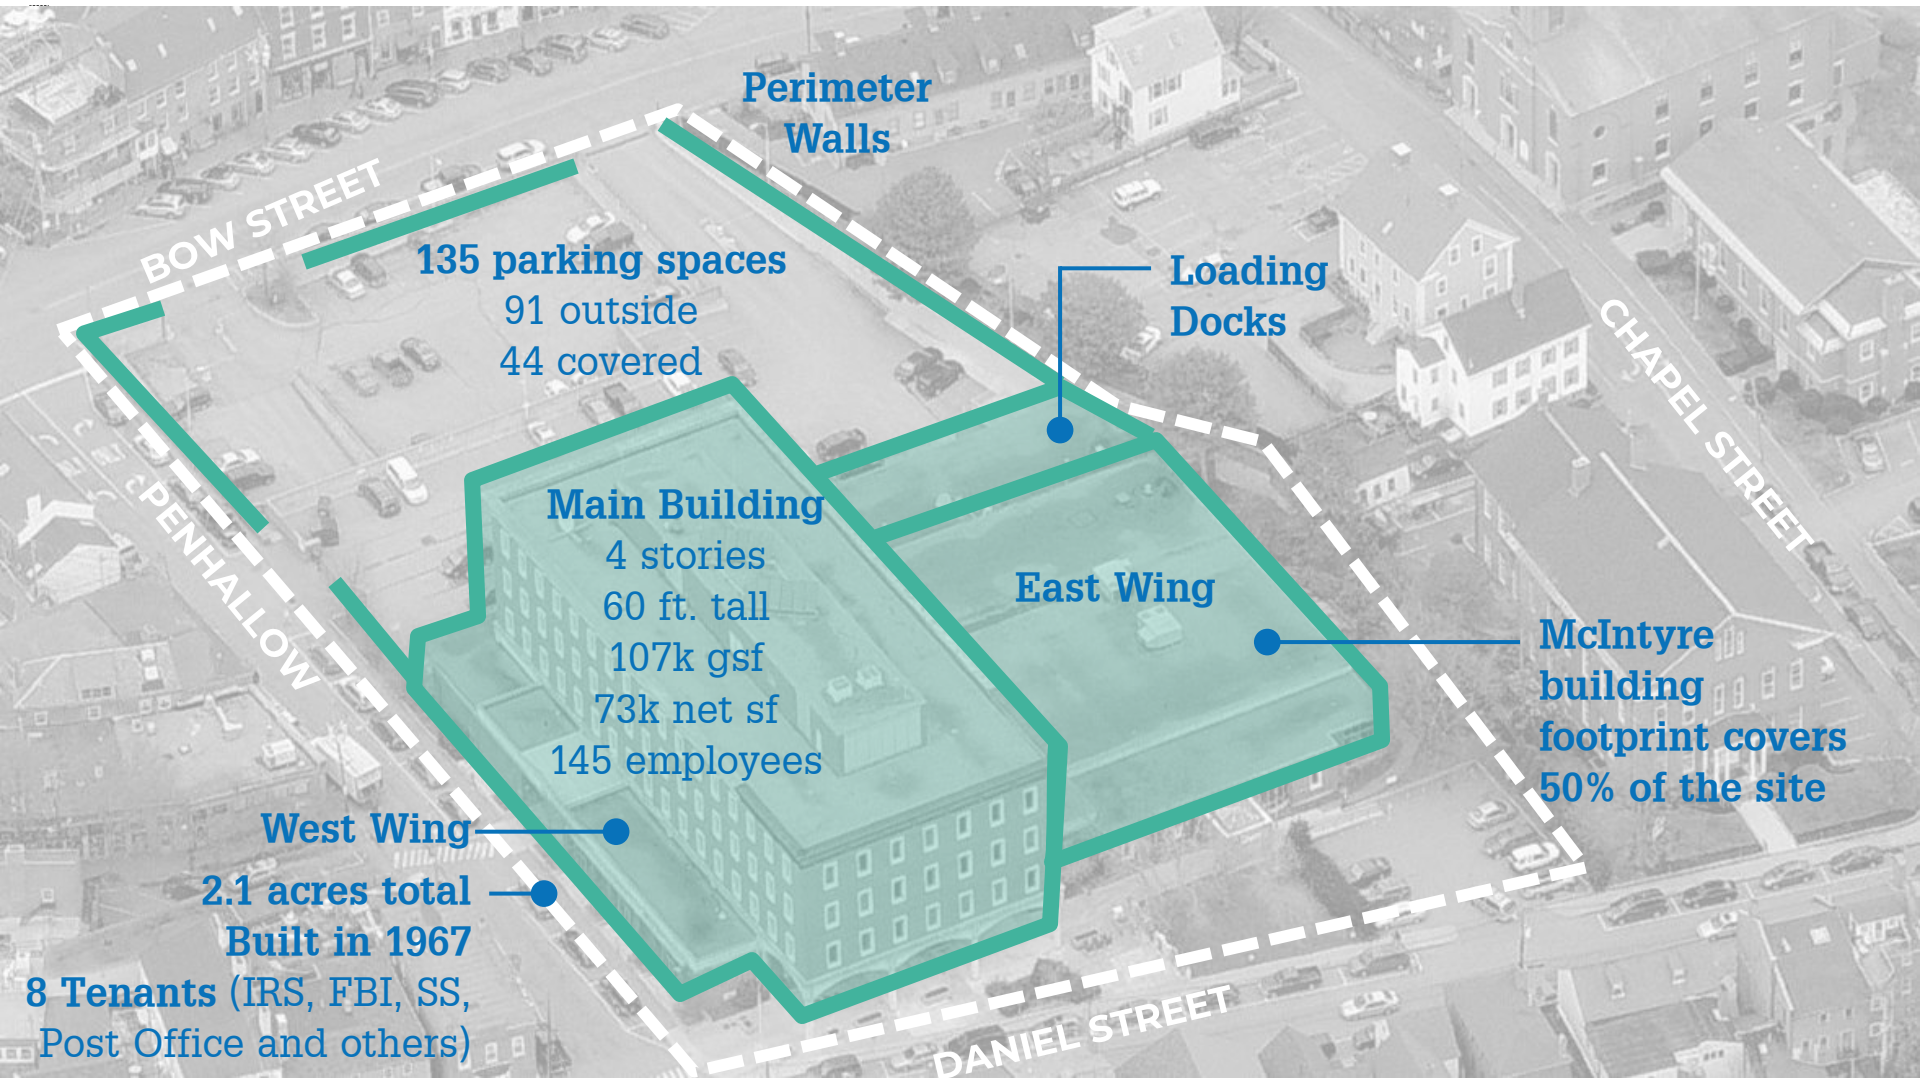 Perimeter
Walls
BOW STREET
135 parking spaces
91 outside
44 covered
Loading
Docks
CHAPEL STREET
PENHALLOW
Main Building
4 stories
60 ft. tall
107k gsf
73k net sf
145 employees
East Wing
McIntyre
building
footprint covers
50% of the site
West Wing
2.1 acres total
Built in 1967
8 Tenants (IRS, FBI, SS,
Post Office and others)
DANIEL STREET